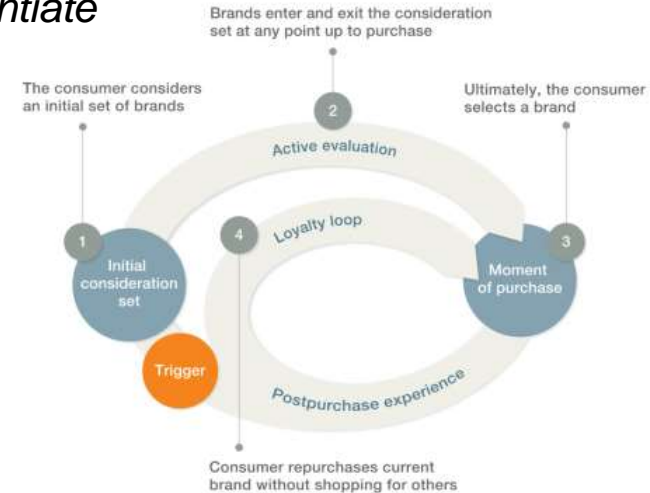 ntiate
Brands enter and exit the consideration
set at any point up to purchase
The consumer considers
an initial set of brands
Ultimately, the consumer
selects a brand
2
Active evaluation
1
Initial
consideration
set
4
Loyalty loop
3
Moment
of purchase
Trigger
Postpurchase experience
Consumer repurchases current
brand without shopping for others